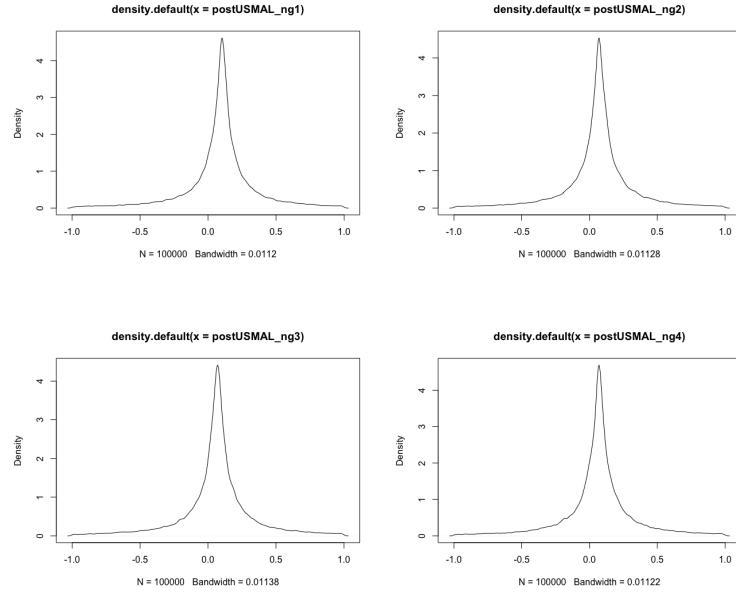 density.default(x = postUSMAL_ng1)
Density
0 1 2 3 4
-1.0 -0.5 0.0 0.5 1.0
N = 100000 Bandwidth = 0.0112
density.default(x = postUSMAL_ng2)
Density
0 1 2 3 4
-1.0 -0.5 0.0 0.5 1.0
N = 100000 Bandwidth = 0.01128
density.default(x = postUSMAL_ng3)
Density
0 1 2 3 4
-1.0 -0.5 0.0 0.5 1.0
N = 100000 Bandwidth = 0.01138
density.default(x = postUSMAL_ng4)
Density
0 1 2 3 4
-1.0 -0.5 0.0 0.5 1.0
N = 100000 Bandwidth = 0.01122